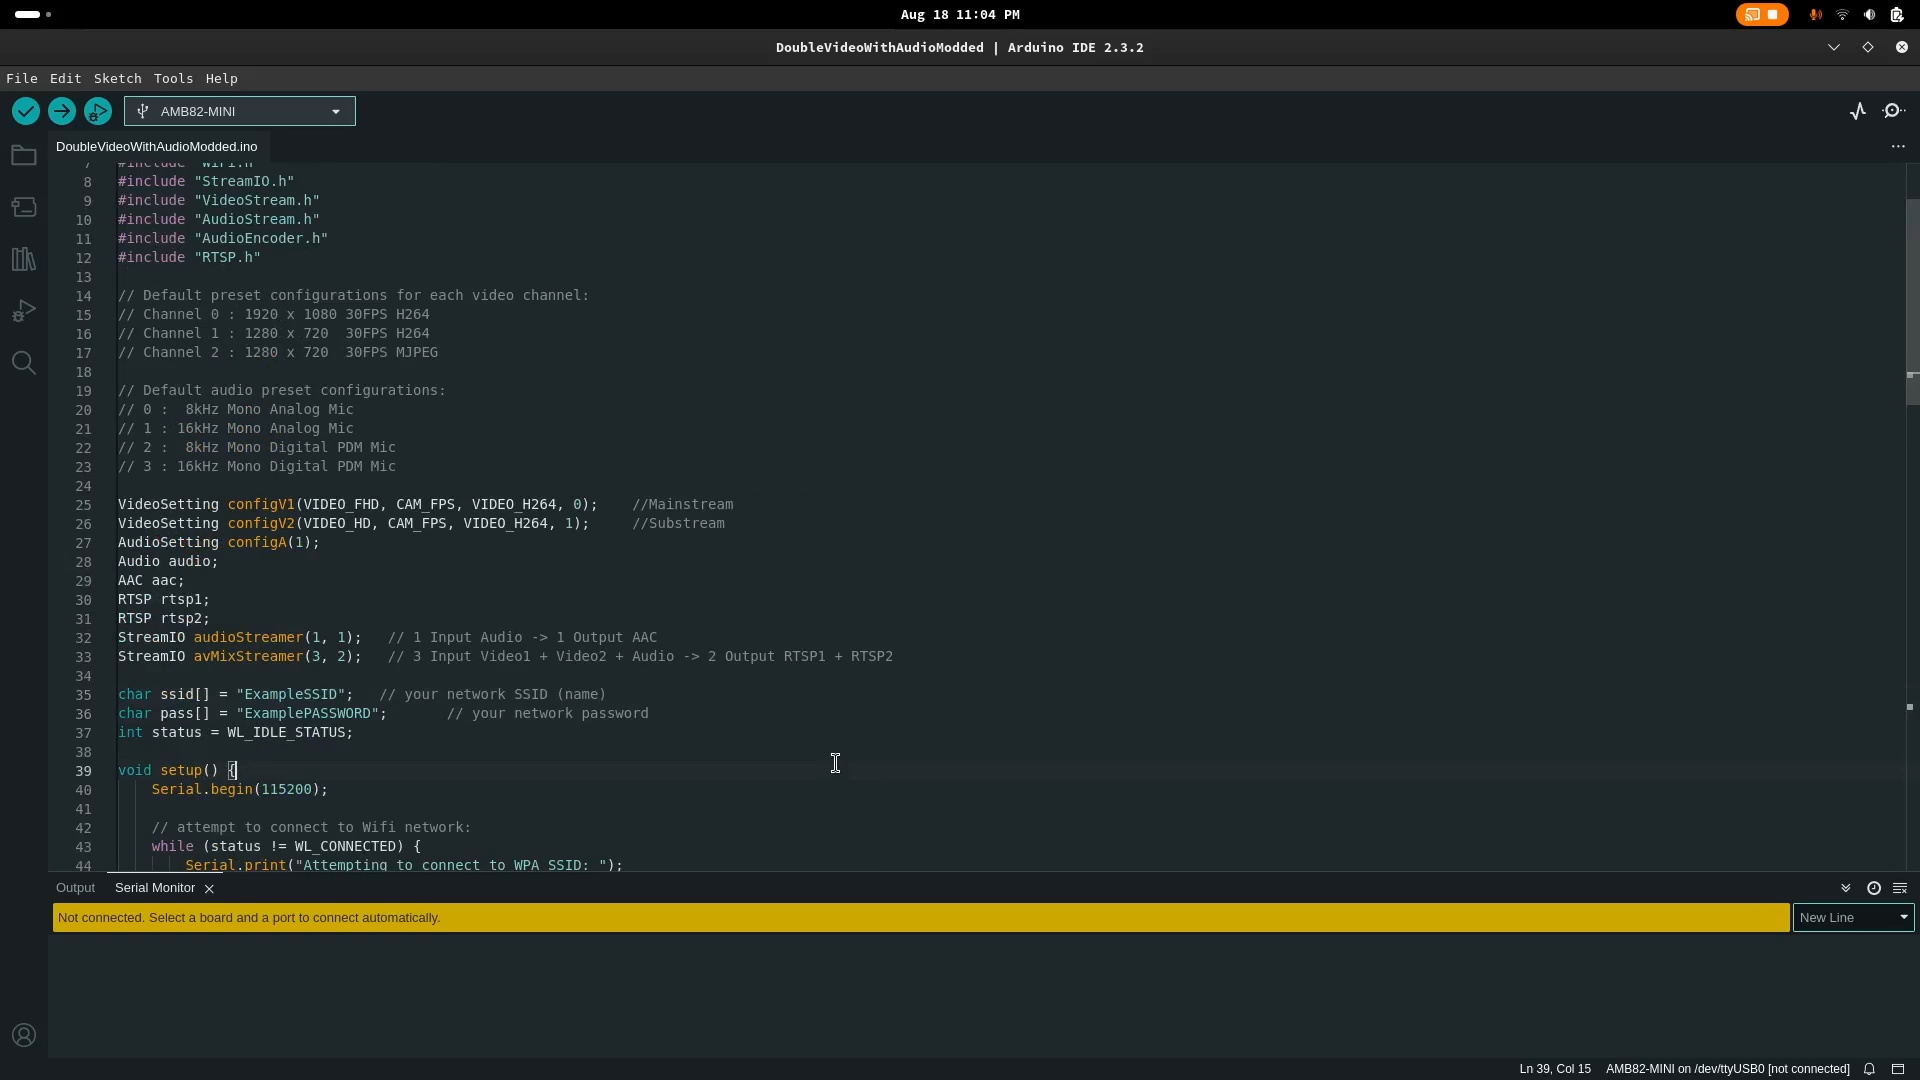 Aug 18 11:04 PM
DoubleVideoWithAudioModded | Arduino IDE 2.3.2
File Edit Sketch Tools Help
AMB82-MINI
DoubleVideoWithAudioModded.ino
7 #include "WiFi.h"
8 #include "StreamIO.h"
9 #include "VideoStream.h"
10 #include "AudioStream.h"
11 #include "AudioEncoder.h"
12 #include "RTSP.h"
13
14 // Default preset configurations for each video channel:
15 // Channel 0 : 1920 x 1080 30FPS H264
16 // Channel 1 : 1280 x 720  30FPS H264
17 // Channel 2 : 1280 x 720  30FPS MJPEG
18
19 // Default audio preset configurations:
20 // 0 :  8kHz Mono Analog Mic
21 // 1 : 16kHz Mono Analog Mic
22 // 2 :  8kHz Mono Digital PDM Mic
23 // 3 : 16kHz Mono Digital PDM Mic
24
25 VideoSetting configV1(VIDEO_FHD, CAM_FPS, VIDEO_H264, 0);    //Mainstream
26 VideoSetting configV2(VIDEO_HD, CAM_FPS, VIDEO_H264, 1);     //Substream
27 AudioSetting configA(1);
28 Audio audio;
29 AAC aac;
30 RTSP rtsp1;
31 RTSP rtsp2;
32 StreamIO audioStreamer(1, 1);   // 1 Input Audio -> 1 Output AAC
33 StreamIO avMixStreamer(3, 2);   // 3 Input Video1 + Video2 + Audio -> 2 Output RTSP1 + RTSP2
34
35 char ssid[] = "ExampleSSID";   // your network SSID (name)
36 char pass[] = "ExamplePASSWORD";       // your network password
37 int status = WL_IDLE_STATUS;
38
39 void setup() {
40     Serial.begin(115200);
41
42     // attempt to connect to Wifi network:
43     while (status != WL_CONNECTED) {
44         Serial.print("Attempting to connect to WPA SSID: ");
Output Serial Monitor
Not connected. Select a board and a port to connect automatically.
New Line
Ln 39, Col 15 AMB82-MINI on /dev/ttyUSB0 [not connected]